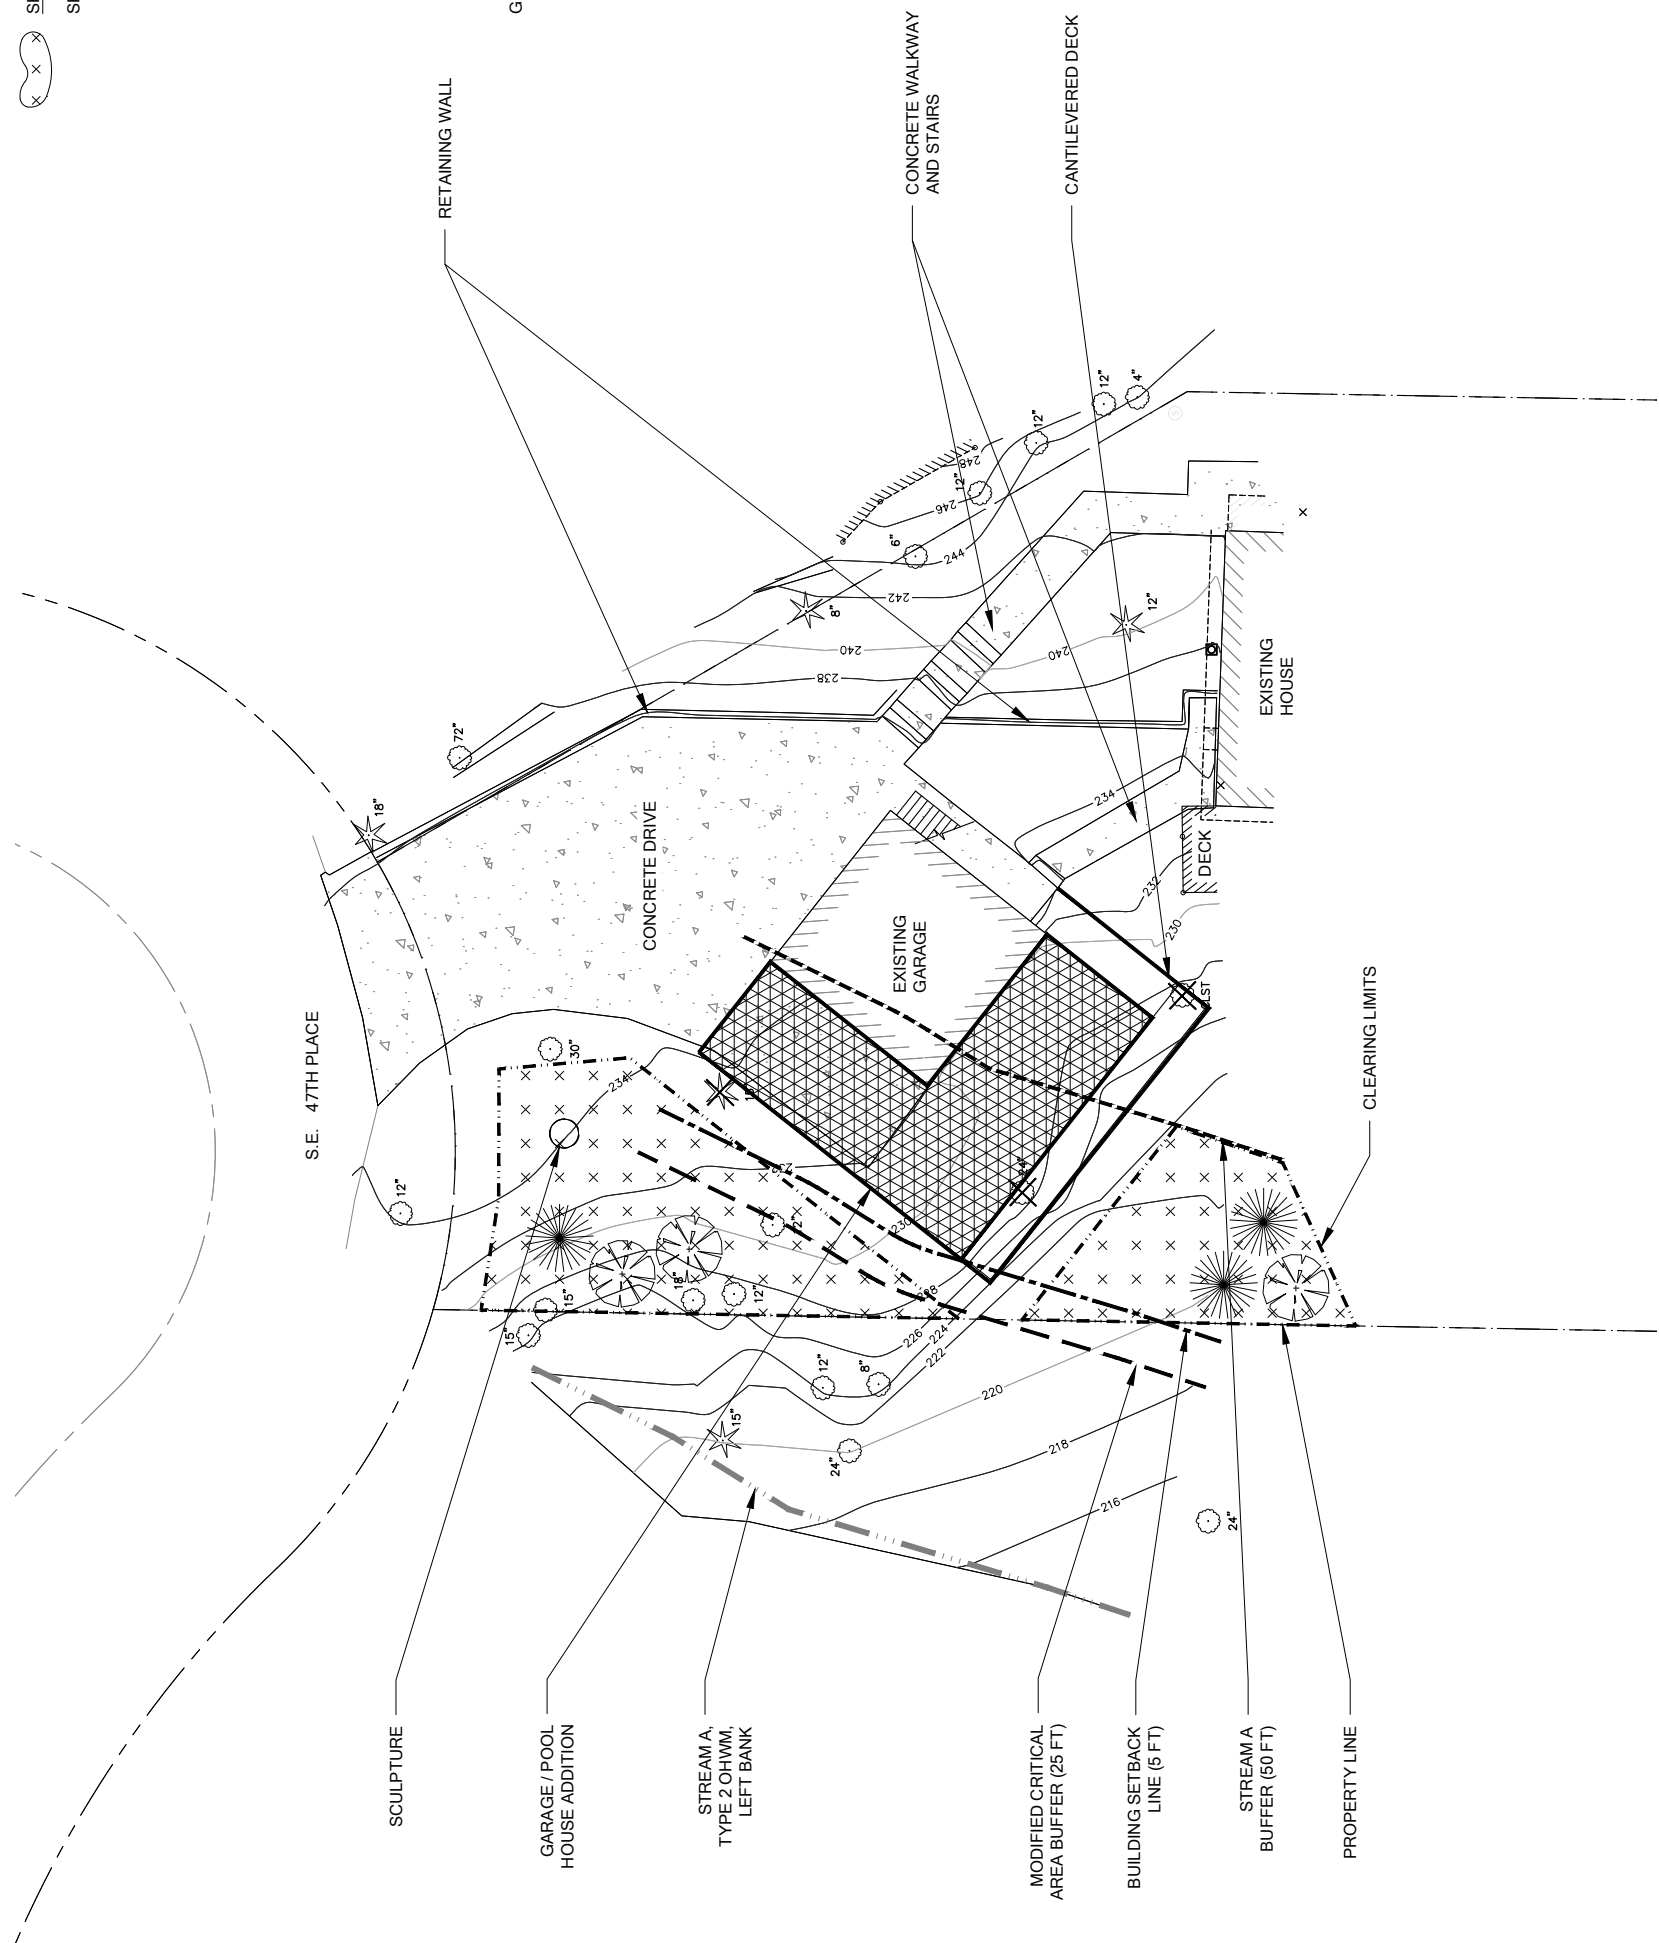 RETAINING WALL
CONCRETE WALKWAY
AND STAIRS
CANTILEVERED DECK
12"
4"
12"
12"
248
246
6"
244
242
8"
12"
240
240
238
72"
18"
EXISTING
HOUSE
234
DECK
232
230
CONCRETE DRIVE
EXISTING
GARAGE
S.E. 47TH PLACE
CLEARING LIMITS
30"
234
12"
232
24"
230
228
18"
12"
15"
15"
226
224
222
12"
8"
220
15"
24"
218
216
24"
SCULPTURE
GARAGE / POOL
HOUSE ADDITION
STREAM A,
TYPE 2 OHWM,
LEFT BANK
MODIFIED CRITICAL
AREA BUFFER (25 FT)
BUILDING SETBACK
LINE (5 FT)
STREAM A
BUFFER (50 FT)
PROPERTY LINE